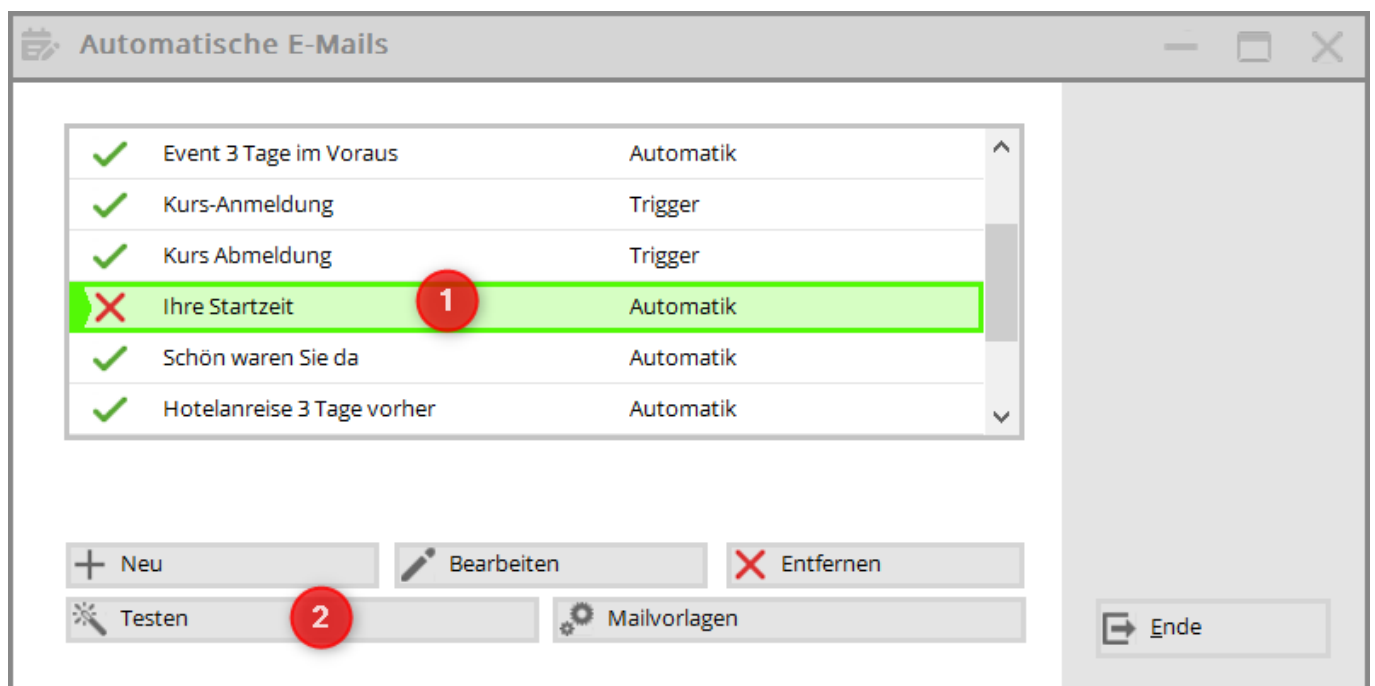 Automatische E-Mails
Event 3 Tage im Voraus Automatik
Kurs-Anmeldung Trigger
Kurs Abmeldung Trigger
Ihre Startzeit 1 Automatik
Schön waren Sie da Automatik
Hotelanreise 3 Tage vorher Automatik
Neu Bearbeiten Entfernen
Testen 2 Mailvorlagen
Ende